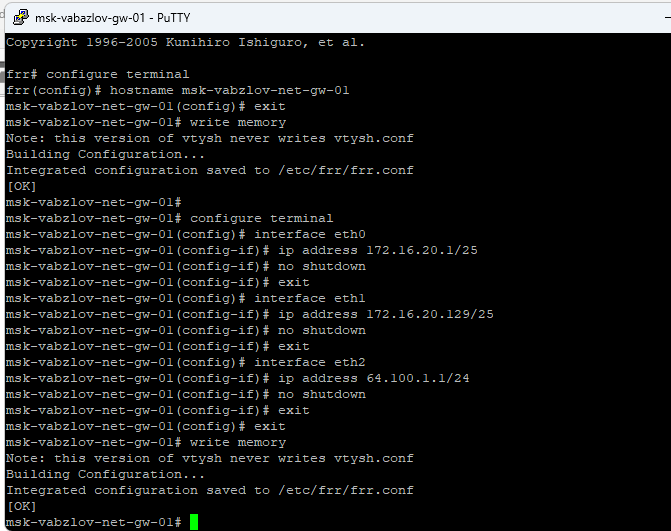 msk-vabazlov-gw-01 - PuTTY
Copyright 1996-2005 Kunihiro Ishiguro, et al.
frr# configure terminal
frr(config)# hostname msk-vabzlov-net-gw-01
msk-vabzlov-net-gw-01(config)# exit
msk-vabzlov-net-gw-01# write memory
Note: this version of vtysh never writes vtysh.conf
Building Configuration...
Integrated configuration saved to /etc/frr/frr.conf
[OK]
msk-vabzlov-net-gw-01#
msk-vabzlov-net-gw-01# configure terminal
msk-vabzlov-net-gw-01(config)# interface eth0
msk-vabzlov-net-gw-01(config-if)# ip address 172.16.20.1/25
msk-vabzlov-net-gw-01(config-if)# no shutdown
msk-vabzlov-net-gw-01(config-if)# exit
msk-vabzlov-net-gw-01(config)# interface eth1
msk-vabzlov-net-gw-01(config-if)# ip address 172.16.20.129/25
msk-vabzlov-net-gw-01(config-if)# no shutdown
msk-vabzlov-net-gw-01(config-if)# exit
msk-vabzlov-net-gw-01(config)# interface eth2
msk-vabzlov-net-gw-01(config-if)# ip address 64.100.1.1/24
msk-vabzlov-net-gw-01(config-if)# no shutdown
msk-vabzlov-net-gw-01(config-if)# exit
msk-vabzlov-net-gw-01(config)# exit
msk-vabzlov-net-gw-01# write memory
Note: this version of vtysh never writes vtysh.conf
Building Configuration...
Integrated configuration saved to /etc/frr/frr.conf
[OK]
msk-vabzlov-net-gw-01#